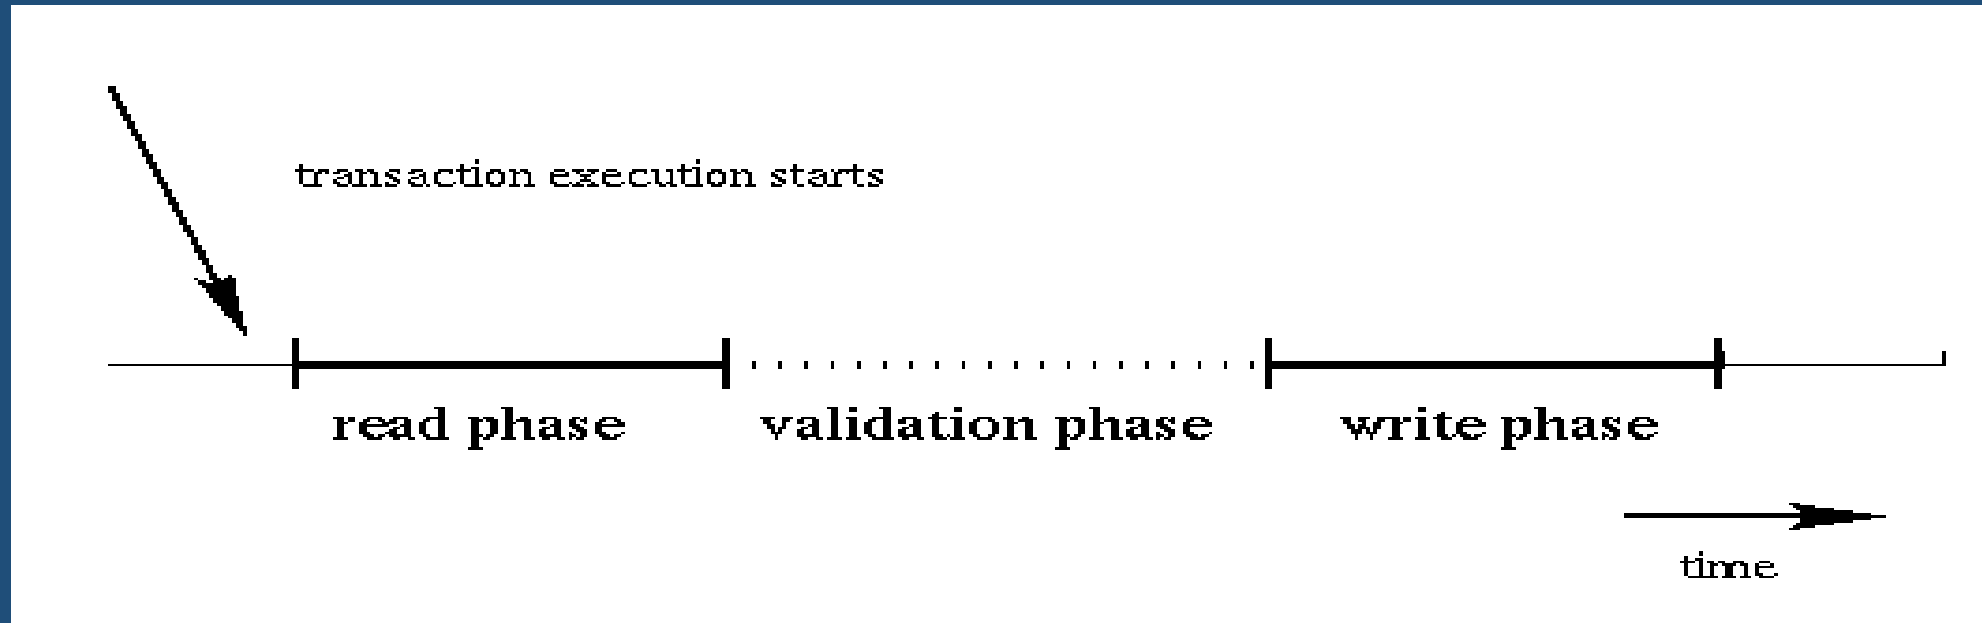 transaction execution starts
read phase
validation phase
write phase
time